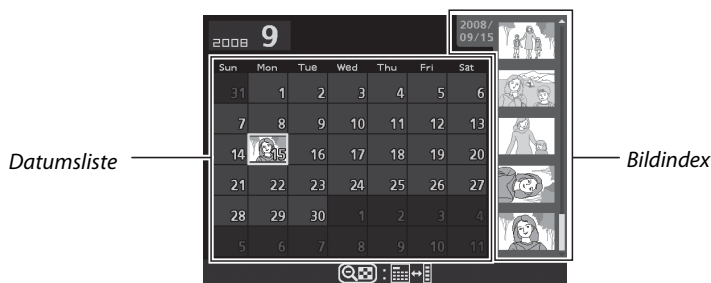 2008 9
2008/
09/15
Sun Mon Tue Wed Thu Fri Sat
31 1 2 3 4 5 6
7 8 9 10 11 12 13
14 15 16 17 18 19 20
21 22 23 24 25 26 27
28 29 30 1 2 3 4
5 6 7 8 9 10 11
Datumsliste
Bildindex
: